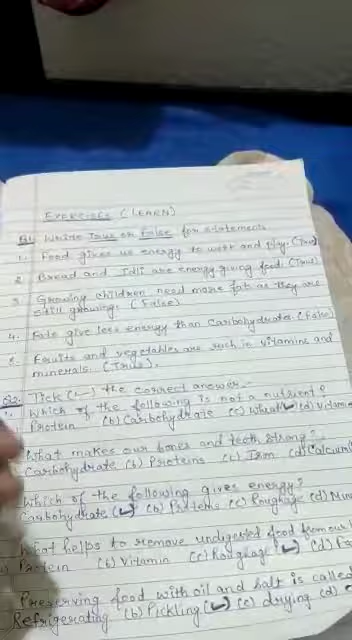 Exercises (LEARN)
Q1. Write True or False for statements
1. Food gives us energy to work and play. (True)
2. Bread and Idli are energy giving food. (True)
3. Growing children need more fats as they are
still growing. (False)
4. Fats give less energy than Carbohydrates. (False)
5. Fruits and vegetables are rich in vitamins and
minerals. (True).
Q2. Tick (✓) the correct answer.
1. Which of the following is not a nutrient?
Protein (b) Carbohydrate (c) Wheat ✓ (d) Vitamin
What makes our bones and teeth strong?
Carbohydrate (b) Proteins (c) Iron (d) Calcium
Which of the following gives energy?
Carbohydrate (✓) (b) Proteins (c) Roughage (d)
What helps to remove undigested food from our
Protein (b) Vitamin (c) Roughage (✓) (d)
Preserving food with oil and salt is called
Refrigerating (b) Pickling (✓) (c) drying (d)